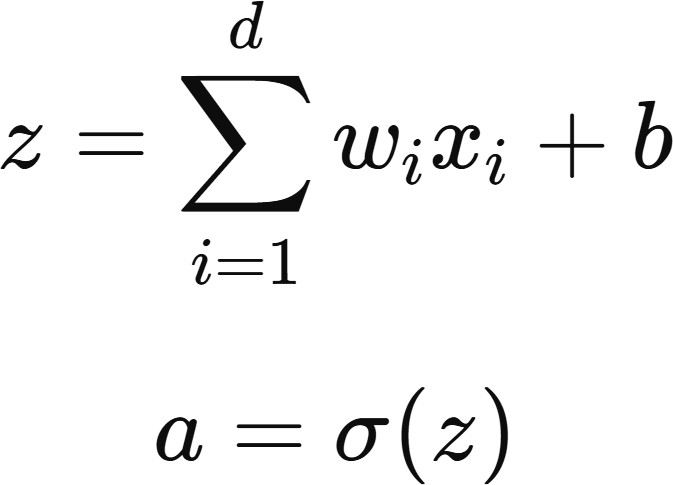 z = \sum_{i=1}^{d} w_i x_i + b
a = \sigma(z)